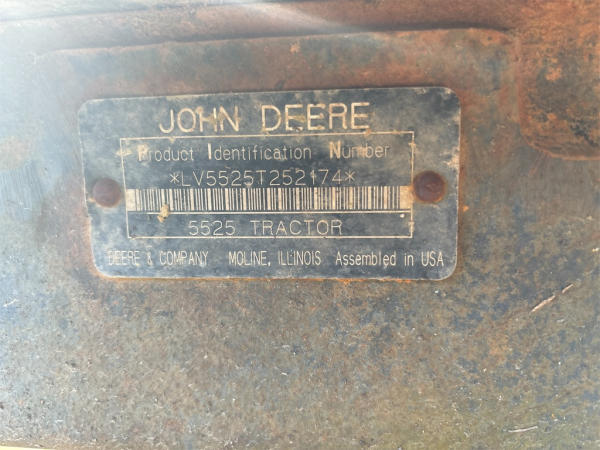 JOHN DEERE
Product Identification Number
*LV5525T252174*
5525 TRACTOR
DEERE & COMPANY MOLINE, ILLINOIS Assembled in USA